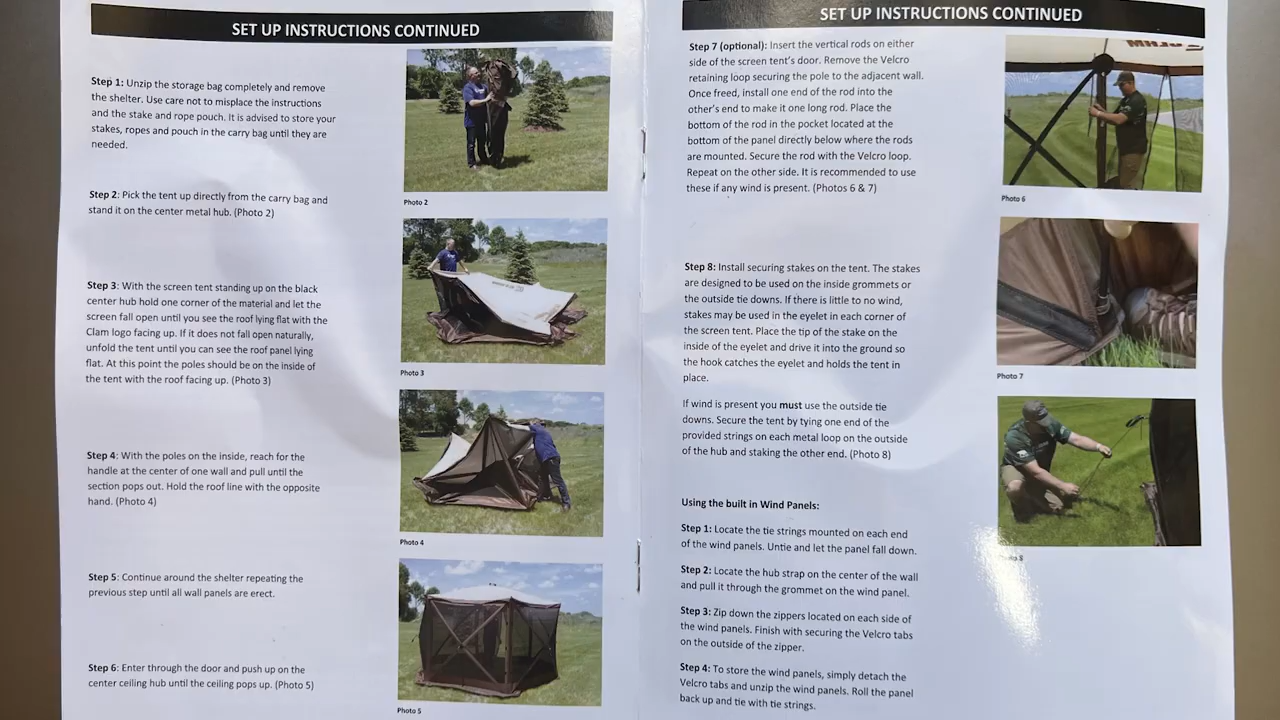 SET UP INSTRUCTIONS CONTINUED
Step 1: Unzip the storage bag completely and remove
the shelter. Use care not to misplace the instructions
and the stake and rope pouch. It is advised to store your
stakes, ropes and pouch in the carry bag until they are
needed.
Photo 2
Step 2: Pick the tent up directly from the carry bag and
stand it on the center metal hub. (Photo 2)
Step 3: With the screen tent standing up on the black
center hub hold one corner of the material and let the
screen fall open until you see the roof lying flat with the
Clam logo facing up. If it does not fall open naturally,
unfold the tent until you can see the roof panel lying
flat. At this point the poles should be on the inside of
the tent with the roof facing up. (Photo 3)
Photo 3
Step 4: With the poles on the inside, reach for the
handle at the center of one wall and pull until the
section pops out. Hold the roof line with the opposite
hand. (Photo 4)
Photo 4
Step 5: Continue around the shelter repeating the
previous step until all wall panels are erect.
Step 6: Enter through the door and push up on the
center ceiling hub until the ceiling pops up. (Photo 5)
Photo 5
SET UP INSTRUCTIONS CONTINUED
Step 7 (optional): Insert the vertical rods on either
side of the screen tent's door. Remove the Velcro
retaining loop securing the pole to the adjacent wall.
Once freed, install one end of the rod into the
other's end to make it one long rod. Place the
bottom of the rod in the pocket located at the
bottom of the panel directly below where the rods
are mounted. Secure the rod with the Velcro loop.
Repeat on the other side. It is recommended to use
these if any wind is present. (Photos 6 & 7)
Photo 6
Step 8: Install securing stakes on the tent. The stakes
are designed to be used on the inside grommets or
the outside tie downs. If there is little to no wind,
stakes may be used in the eyelet in each corner of
the screen tent. Place the tip of the stake on the
inside of the eyelet and drive it into the ground so
the hook catches the eyelet and holds the tent in
place.
Photo 7
If wind is present you must use the outside tie
downs. Secure the tent by tying one end of the
provided strings on each metal loop on the outside
of the hub and staking the other end. (Photo 8)
Using the built in Wind Panels:
Step 1: Locate the tie strings mounted on each end
of the wind panels. Untie and let the panel fall down.
Step 2: Locate the hub strap on the center of the wall
and pull it through the grommet on the wind panel.
Step 3: Zip down the zippers located on each side of
the wind panels. Finish with securing the Velcro tabs
on the outside of the zipper.
Step 4: To store the wind panels, simply detach the
Velcro tabs and unzip the wind panels. Roll the panel
back up and tie with tie strings.